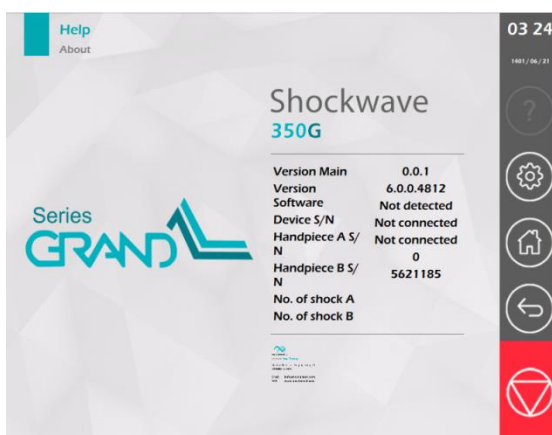 Help
About
03 24
1401/06/31
Shockwave
350G
Version Main 0.0.1
Version 6.0.0.4812
Software Not detected
Device S/N Not connected
Handpiece A S/ Not connected
N 0
Handpiece B S/ 5621185
N
No. of shock A
No. of shock B
Series
GRAND